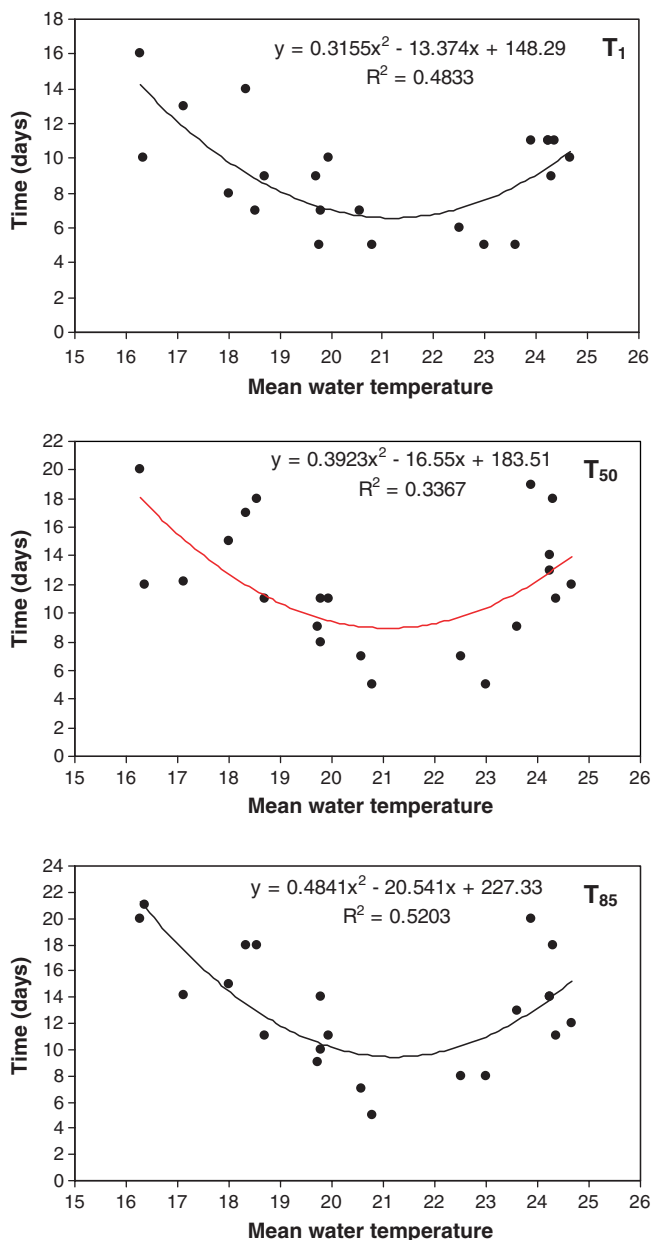 y = 0.3155x² - 13.374x + 148.29
R² = 0.4833
T₁
Time (days)
18
16
14
12
10
8
6
4
2
0
15 16 17 18 19 20 21 22 23 24 25 26
Mean water temperature
y = 0.3923x² - 16.55x + 183.51
R² = 0.3367
T₅₀
Time (days)
22
20
18
16
14
12
10
8
6
4
2
0
15 16 17 18 19 20 21 22 23 24 25 26
Mean water temperature
y = 0.4841x² - 20.541x + 227.33
R² = 0.5203
T₈₅
Time (days)
24
22
20
18
16
14
12
10
8
6
4
2
0
15 16 17 18 19 20 21 22 23 24 25 26
Mean water temperature